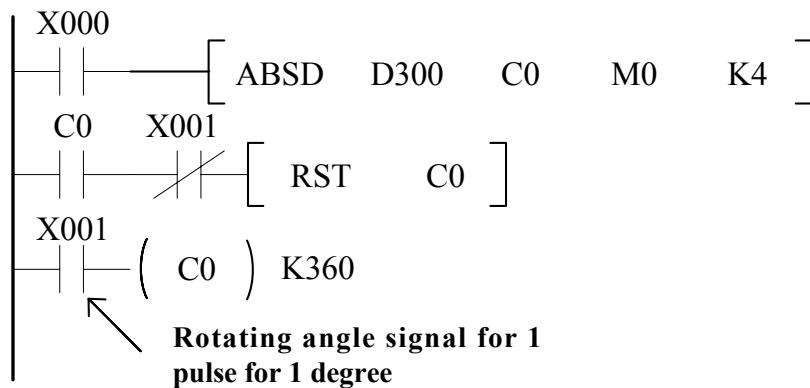 X000
ABSD D300 C0 M0 K4
C0 X001
RST C0
X001
C0 K360
Rotating angle signal for 1
pulse for 1 degree